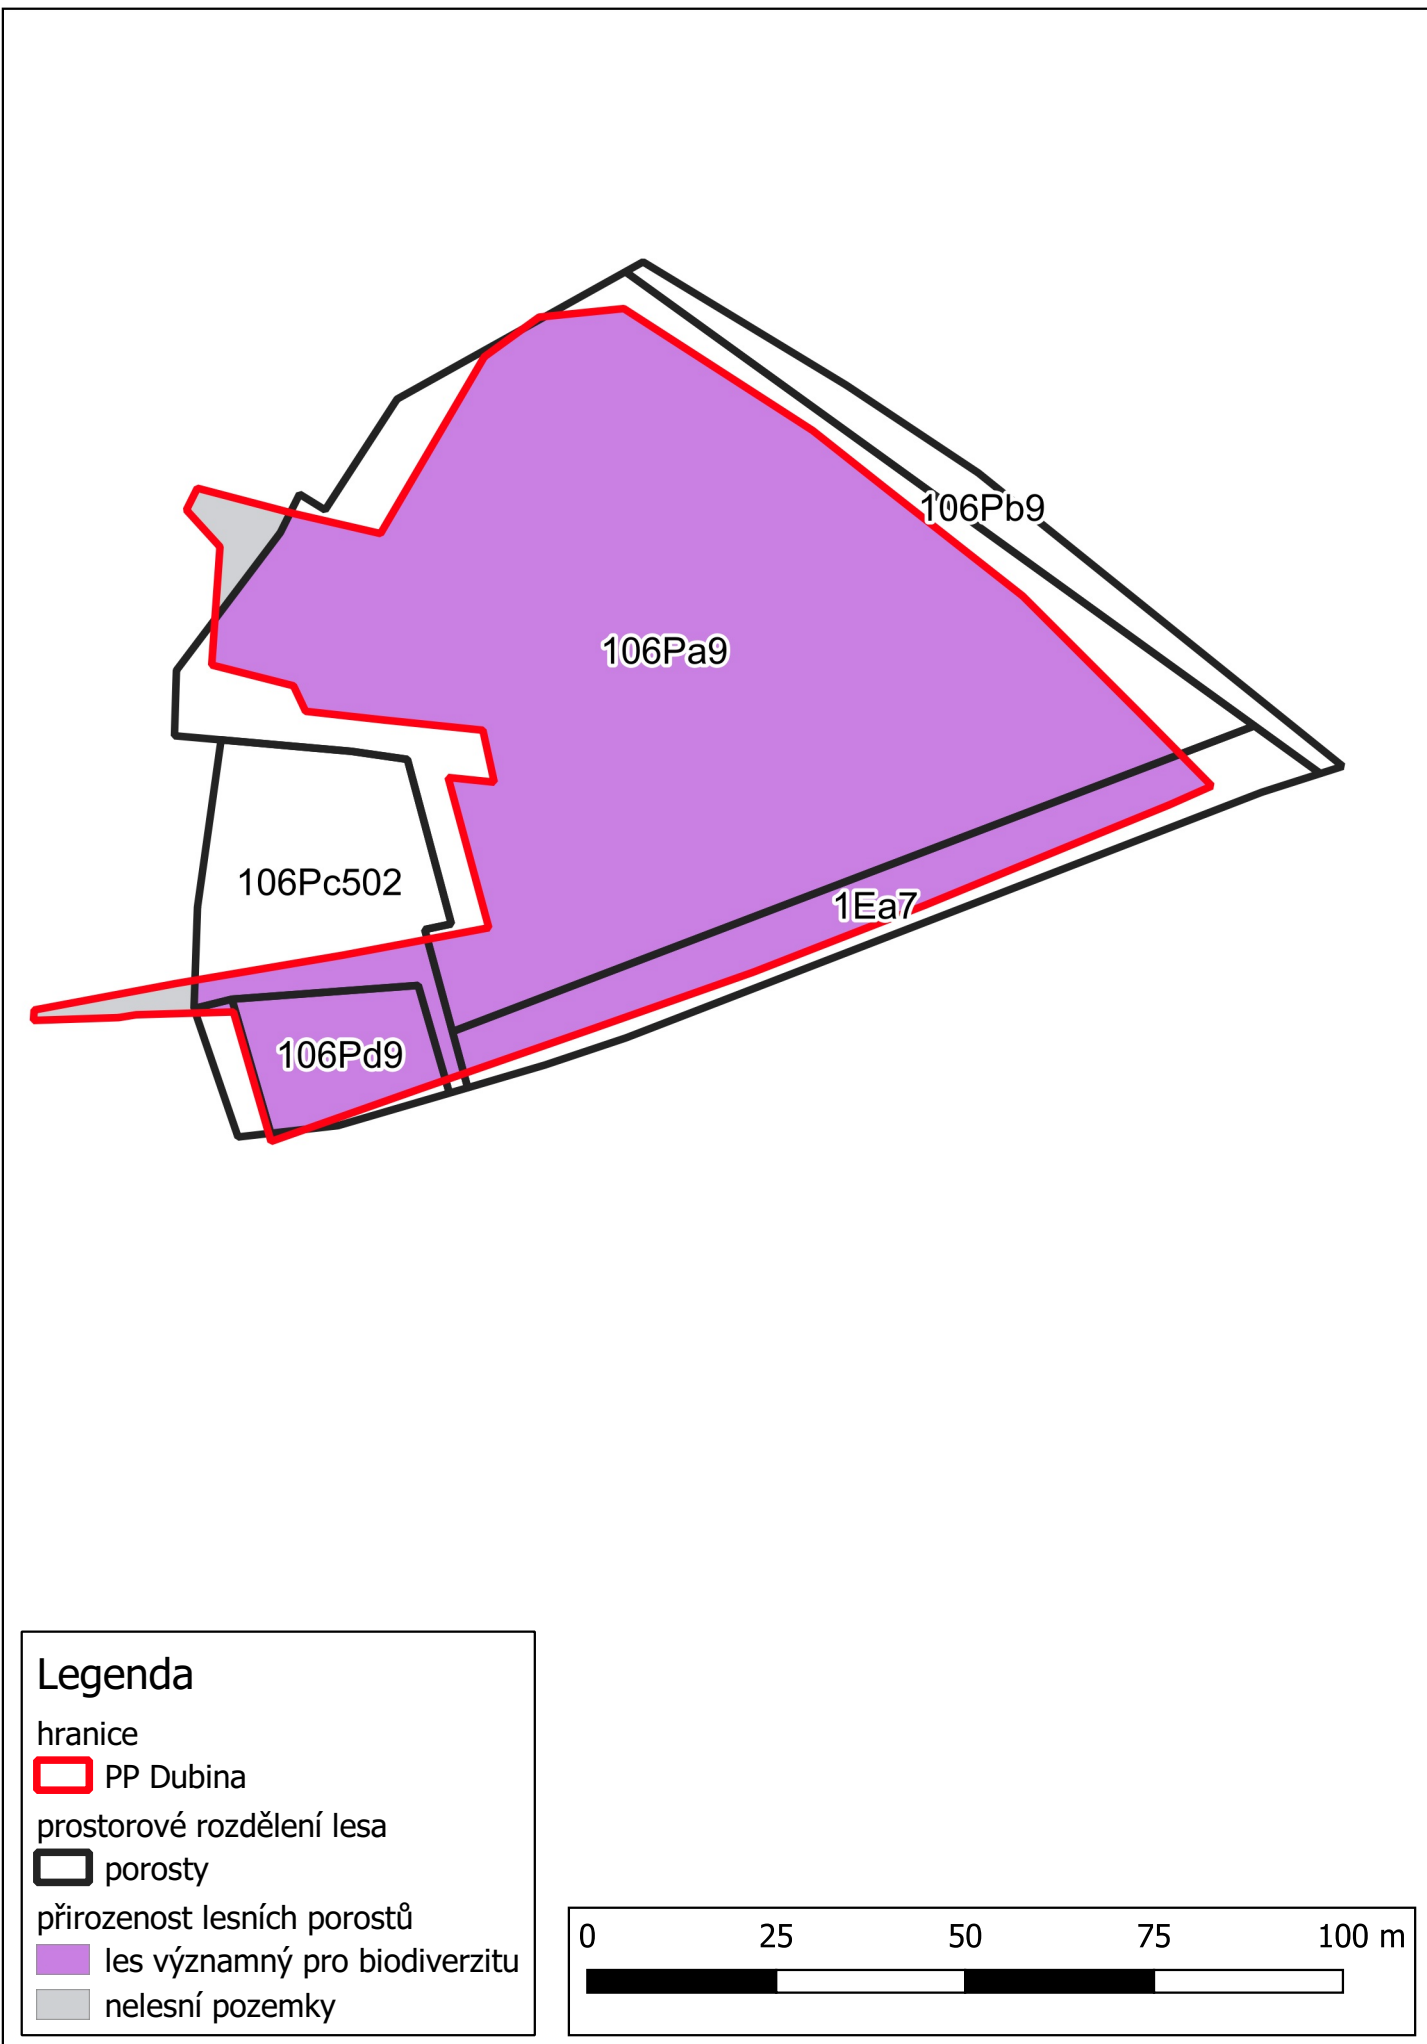 106Pb9
106Pa9
106Pc502
1Ea7
106Pd9
Legenda
hranice
PP Dubina
prostorové rozdělení lesa
porosty
přirozenost lesních porostů
les významný pro biodiverzitu
nelesní pozemky
0 25 50 75 100 m